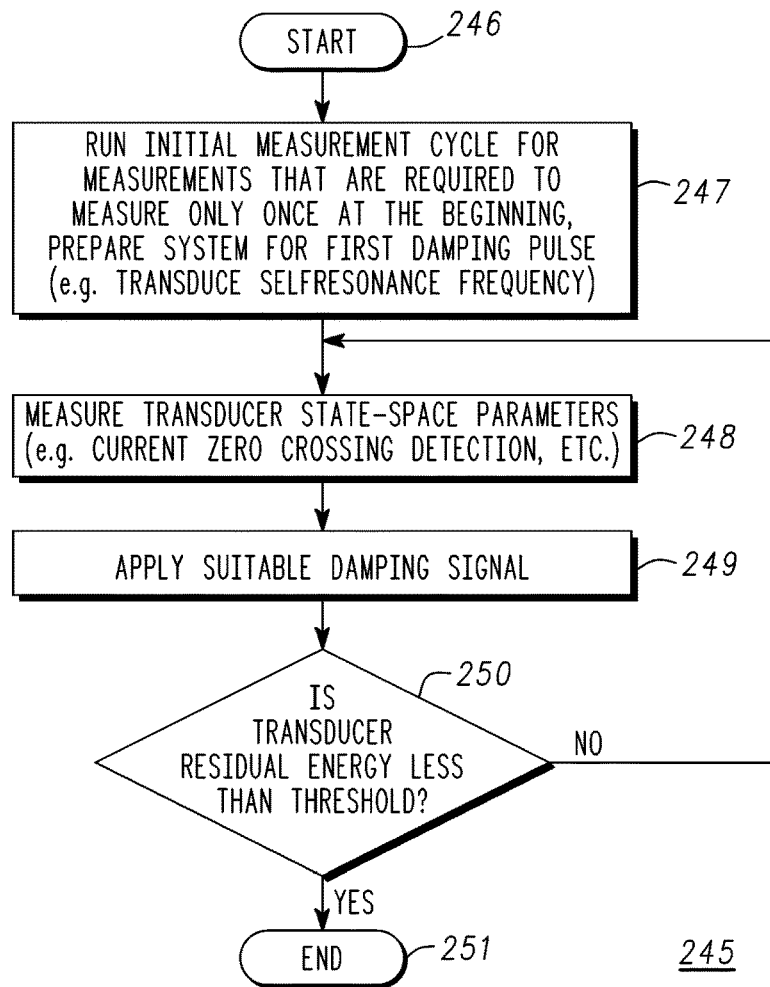 START
246
RUN INITIAL MEASUREMENT CYCLE FOR
MEASUREMENTS THAT ARE REQUIRED TO
MEASURE ONLY ONCE AT THE BEGINNING,
PREPARE SYSTEM FOR FIRST DAMPING PULSE
(e.g. TRANSDUCE SELFRESONANCE FREQUENCY)
247
MEASURE TRANSDUCER STATE-SPACE PARAMETERS
(e.g. CURRENT ZERO CROSSING DETECTION, ETC.)
248
APPLY SUITABLE DAMPING SIGNAL
249
250
IS
TRANSDUCER
RESIDUAL ENERGY LESS
THAN THRESHOLD?
NO
YES
END
251
245